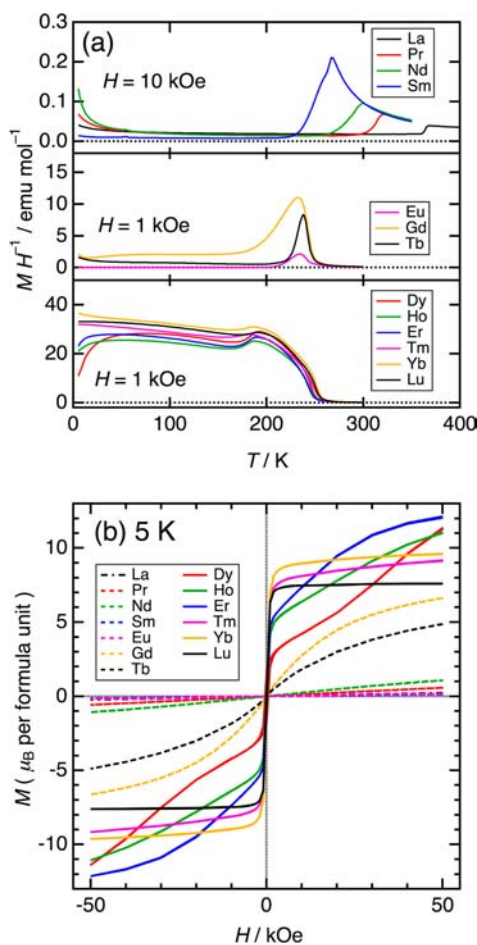 (a)
0.3
0.2
0.1
0.0
H = 10 kOe
La
Pr
Nd
Sm
M H⁻¹ / emu mol⁻¹
15
10
5
0
H = 1 kOe
Eu
Gd
Tb
40
20
0
H = 1 kOe
Dy
Ho
Er
Tm
Yb
Lu
0 100 200 300 400
T / K
(b) 5 K
M ( μB per formula unit )
10
5
0
-5
-10
La
Pr
Nd
Sm
Eu
Gd
Tb
Dy
Ho
Er
Tm
Yb
Lu
-50 0 50
H / kOe